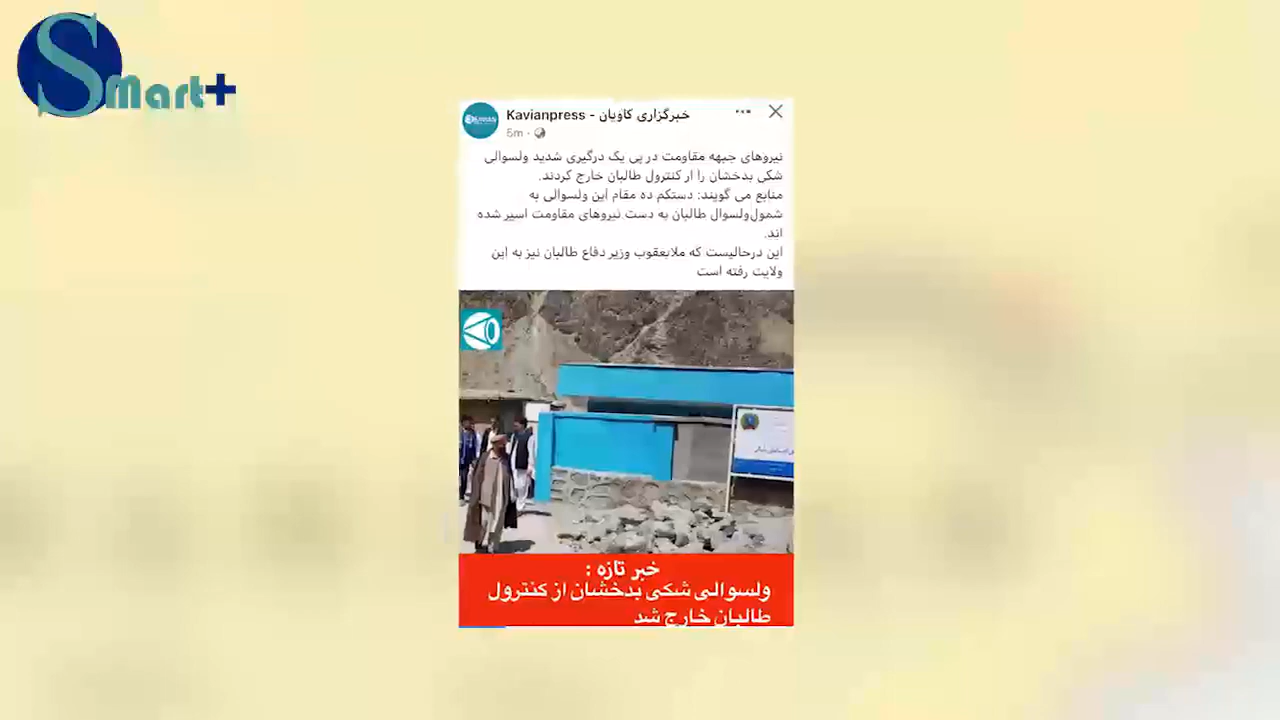 Smart+
Kavianpress - خبرگزاری کاویان
5m
نیروهای جبهه مقاومت در پی یک درگیری شدید ولسوالی
شکی بدخشان را از کنترول طالبان خارج کردند.
منابع می گویند: دستکم ده مقام این ولسوالی به
شمول‌ولسوال طالبان به دست نیروهای مقاومت اسیر شده
اند.
این درحالیست که ملایعقوب وزیر دفاع طالبان نیز به این
ولایت رفته است
خبر تازه :
ولسوالی شکی بدخشان از کنترول
طالبان خارج شد